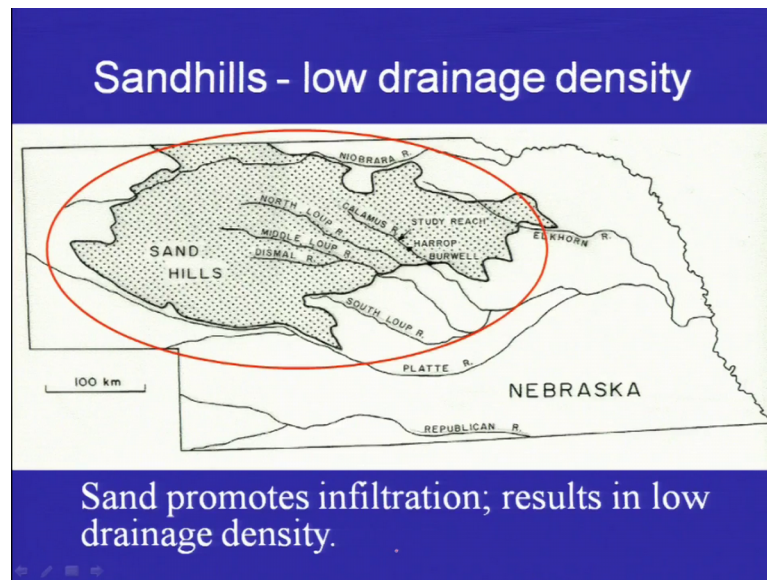 Sandhills - low drainage density
NIOBRARA R.
NORTH LOUP R.
CALAMUS R.
STUDY REACH
ELKHORN R.
HARROP
MIDDLE LOUP R.
BURWELL
DISMAL R.
SAND
HILLS
SOUTH LOUP R.
PLATTE R.
100 km
NEBRASKA
REPUBLICAN R.
Sand promotes infiltration; results in low
drainage density.